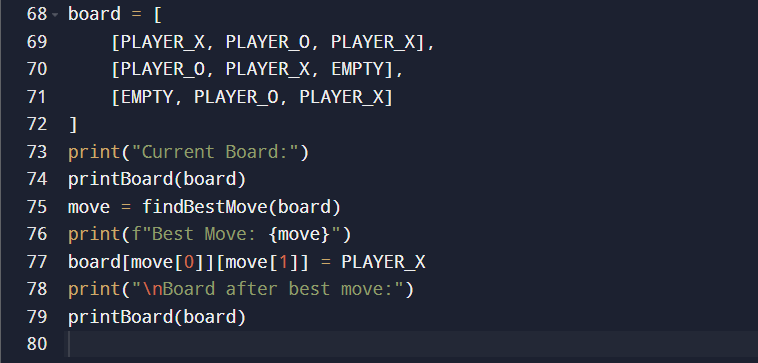 68 board = [
69     [PLAYER_X, PLAYER_O, PLAYER_X],
70     [PLAYER_O, PLAYER_X, EMPTY],
71     [EMPTY, PLAYER_O, PLAYER_X]
72 ]
73 print("Current Board:")
74 printBoard(board)
75 move = findBestMove(board)
76 print(f"Best Move: {move}")
77 board[move[0]][move[1]] = PLAYER_X
78 print("\nBoard after best move:")
79 printBoard(board)
80